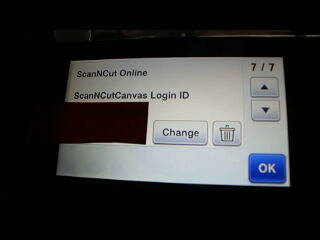 7 / 7
ScanNCut Online
ScanNCutCanvas Login ID
Change
OK